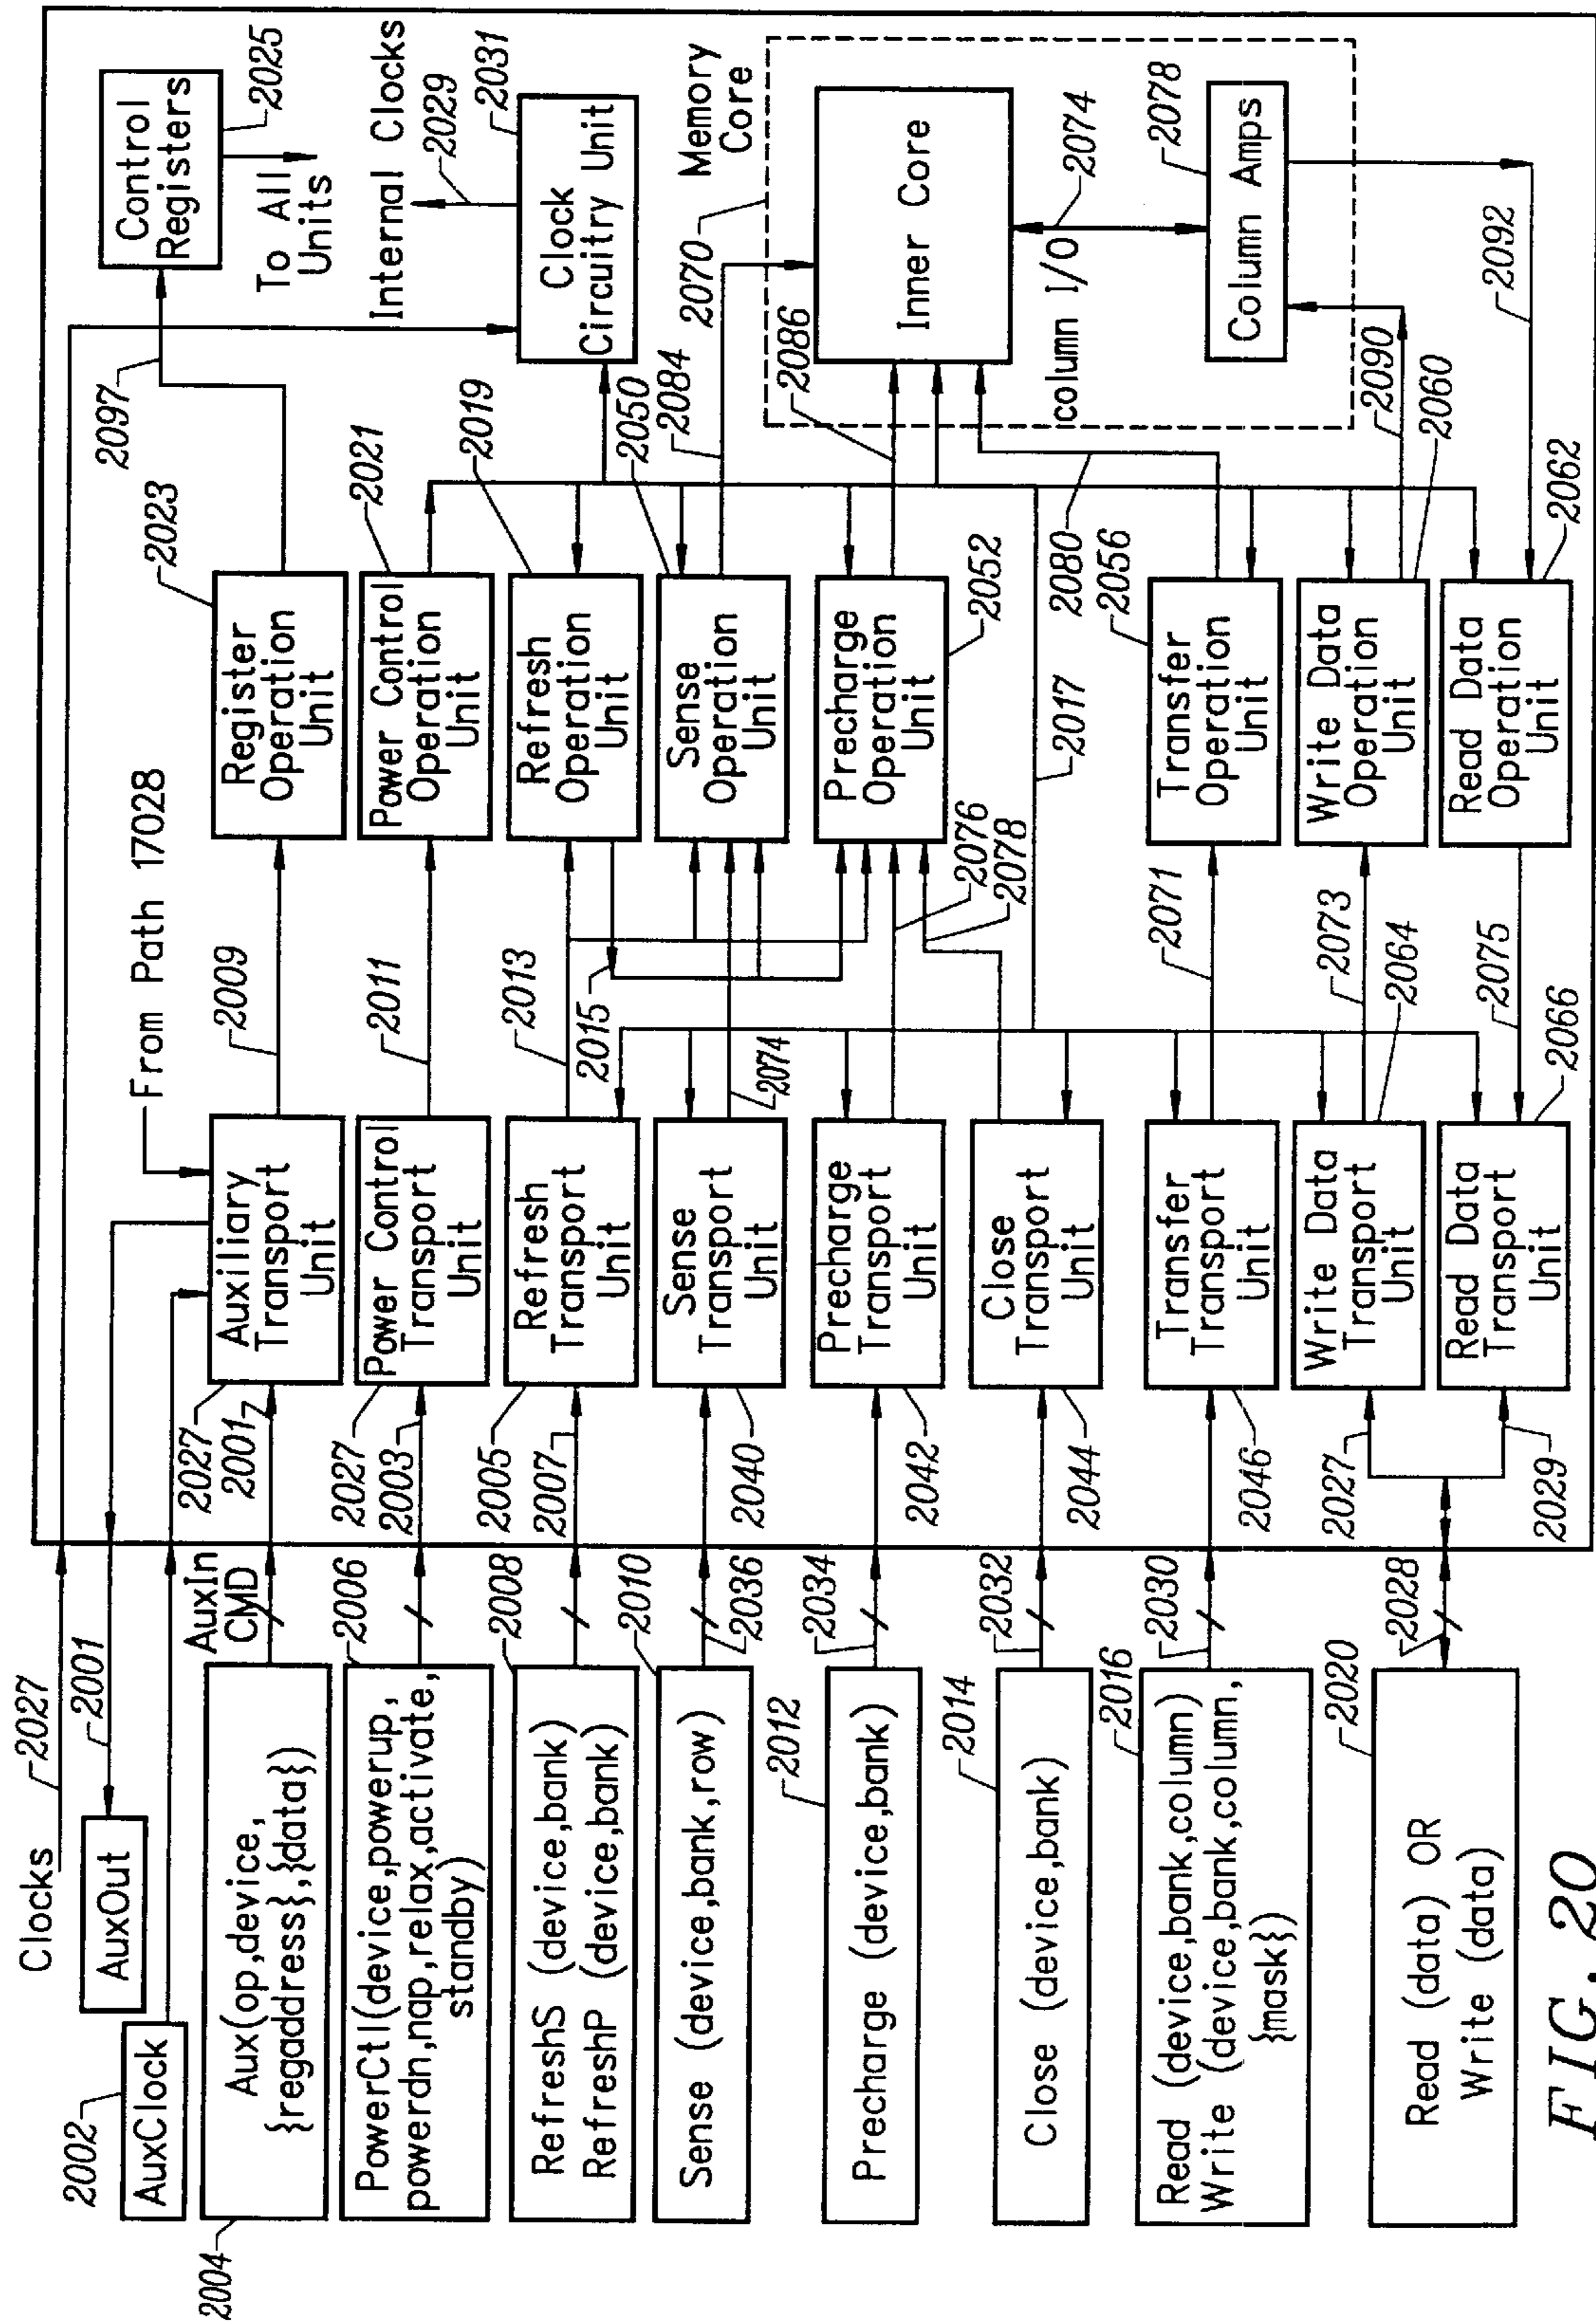 Clocks
2027
2001
AuxOut
2002
AuxClock
2004
Aux(op,device,
{regaddress},{data})
AuxIn
CMD
PowerCtl(device,powerup,
powerdn,nap,relax,activate,
standby)
2006
RefreshS (device,bank)
RefreshP (device,bank)
2008
Sense (device,bank,row)
2010
2036
Precharge (device,bank)
2012
2034
Close (device,bank)
2014
2032
Read (device,bank,column)
Write (device,bank,column,
{mask})
2016
2030
Read (data) OR
Write (data)
2020
2028
From Path 17028
Auxiliary
Transport
Unit
2027
2001
2009
Power Control
Transport
Unit
2027
2003
2011
Refresh
Transport
Unit
2005
2007
2013
2015
Sense
Transport
Unit
2040
2074
Precharge
Transport
Unit
2042
2076
Close
Transport
Unit
2044
2078
Transfer
Transport
Unit
2046
2071
Write Data
Transport
Unit
2027
2073
2064
Read Data
Transport
Unit
2029
2075
2066
2017
Register
Operation
Unit
2023
2097
Power Control
Operation
Unit
2021
Refresh
Operation
Unit
2019
Sense
Operation
Unit
2050
2084
Precharge
Operation
Unit
2052
2086
Transfer
Operation
Unit
2056
2080
Write Data
Operation
Unit
2060
2090
Read Data
Operation
Unit
2062
2092
Control
Registers
2025
To All
Units
Internal Clocks
2029
Clock
Circuitry Unit
2031
2070
Memory
Core
Inner Core
column I/O
2074
Column Amps
2078
FIG. 20